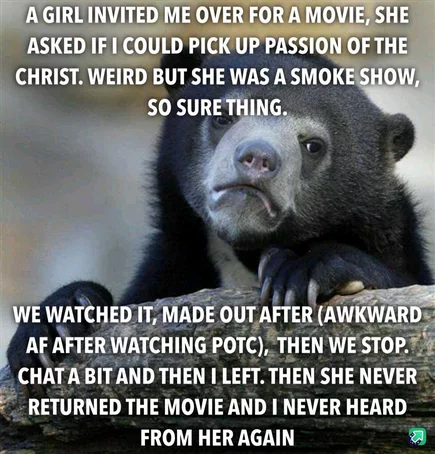 A GIRL INVITED ME OVER FOR A MOVIE, SHE
ASKED IF I COULD PICK UP PASSION OF THE
CHRIST. WEIRD BUT SHE WAS A SMOKE SHOW,
SO SURE THING.
WE WATCHED IT, MADE OUT AFTER (AWKWARD
AF AFTER WATCHING POTC), THEN WE STOP.
CHAT A BIT AND THEN I LEFT. THEN SHE NEVER
RETURNED THE MOVIE AND I NEVER HEARD
FROM HER AGAIN